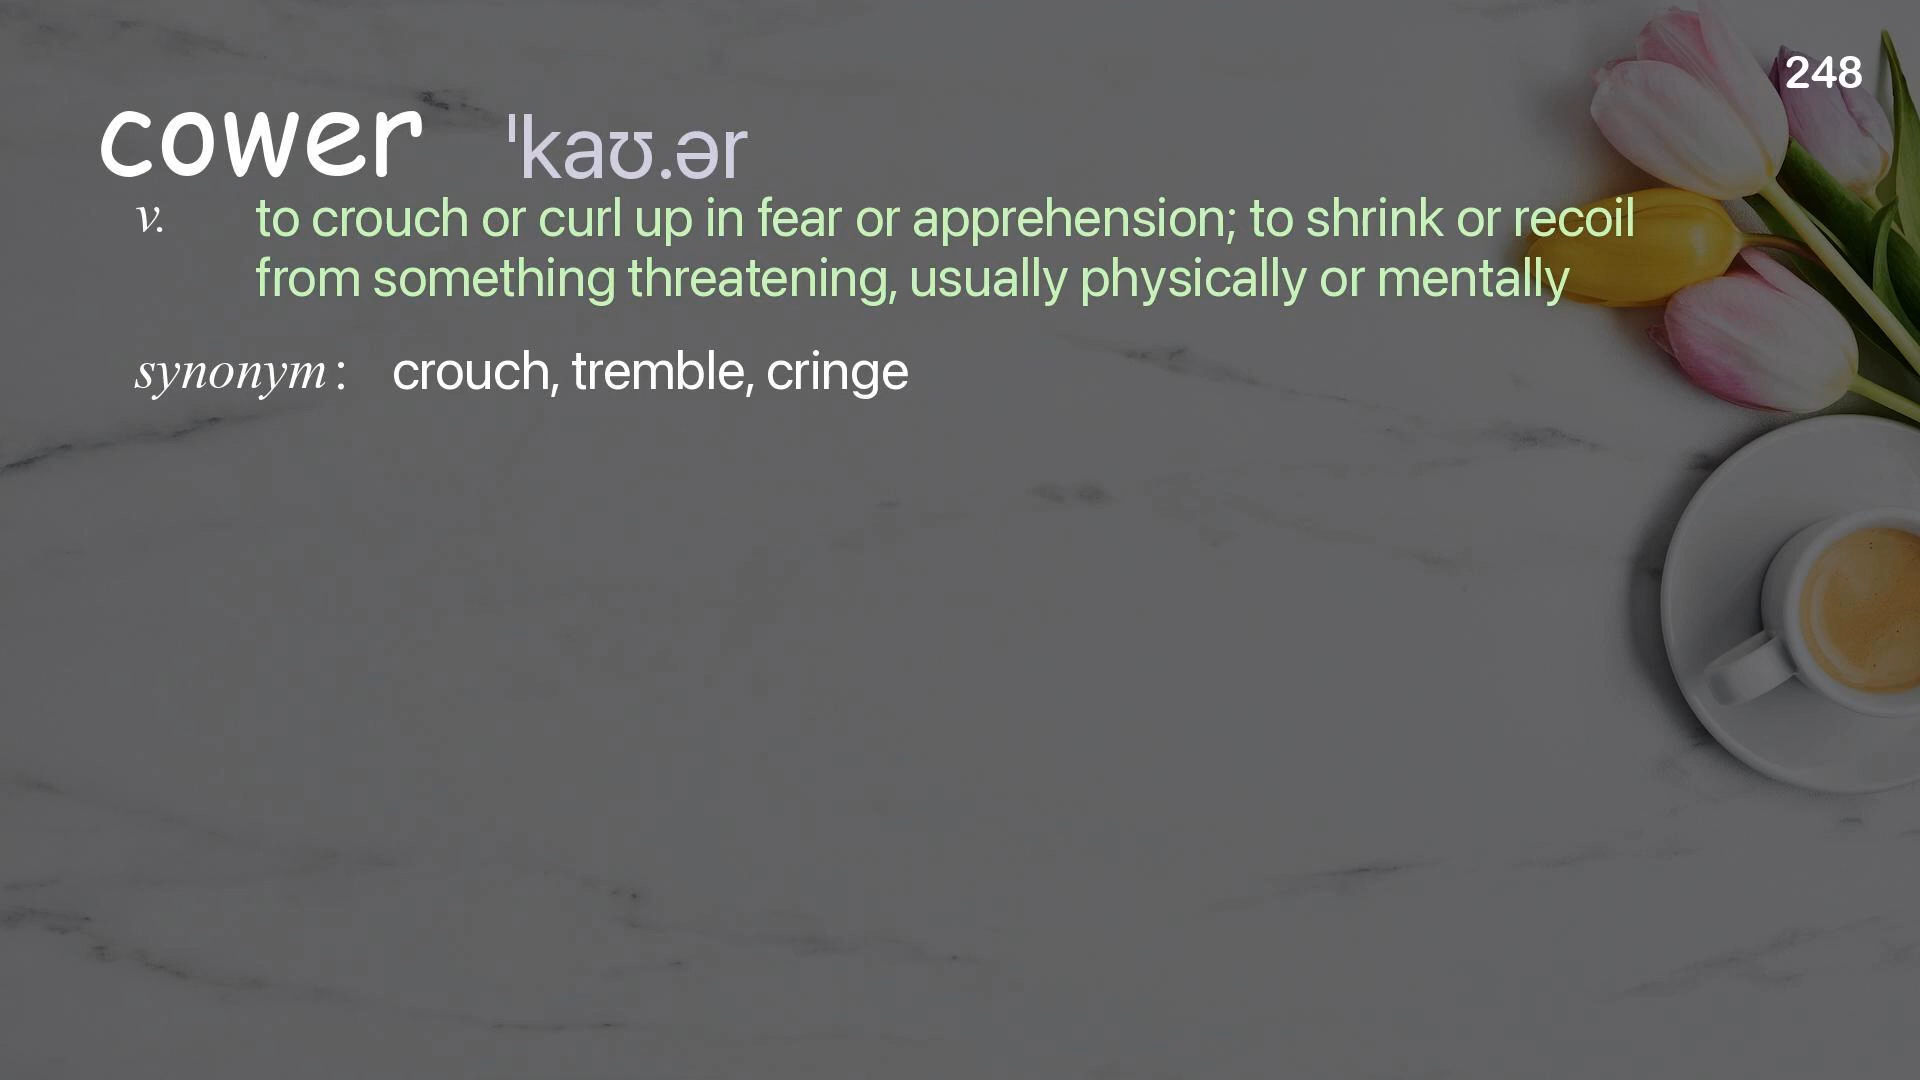 248
cower ˈkaʊ.ər
v. to crouch or curl up in fear or apprehension; to shrink or recoil
from something threatening, usually physically or mentally
synonym : crouch, tremble, cringe